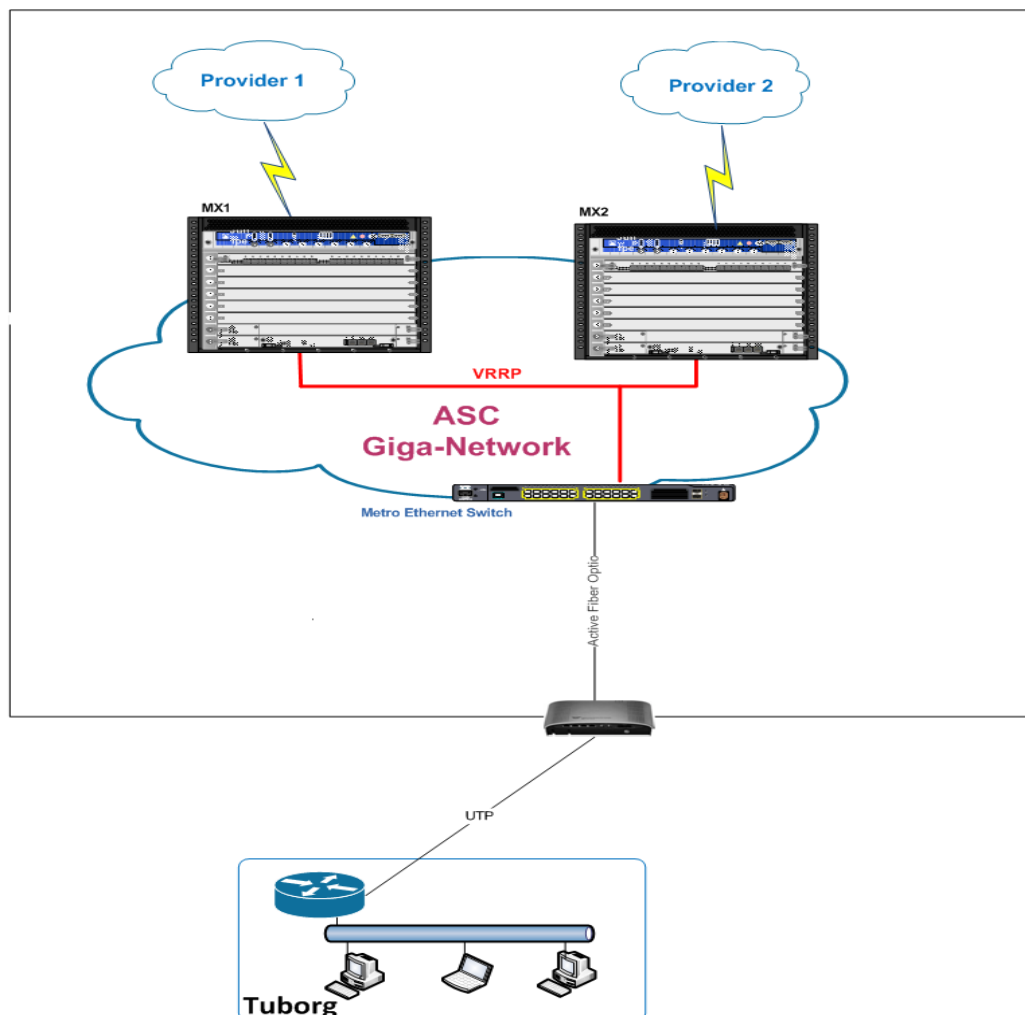 Provider 1
Provider 2
MX1
MX2
VRRP
ASC
Giga-Network
Metro Ethernet Switch
Active Fiber Optic
UTP
Tuborg